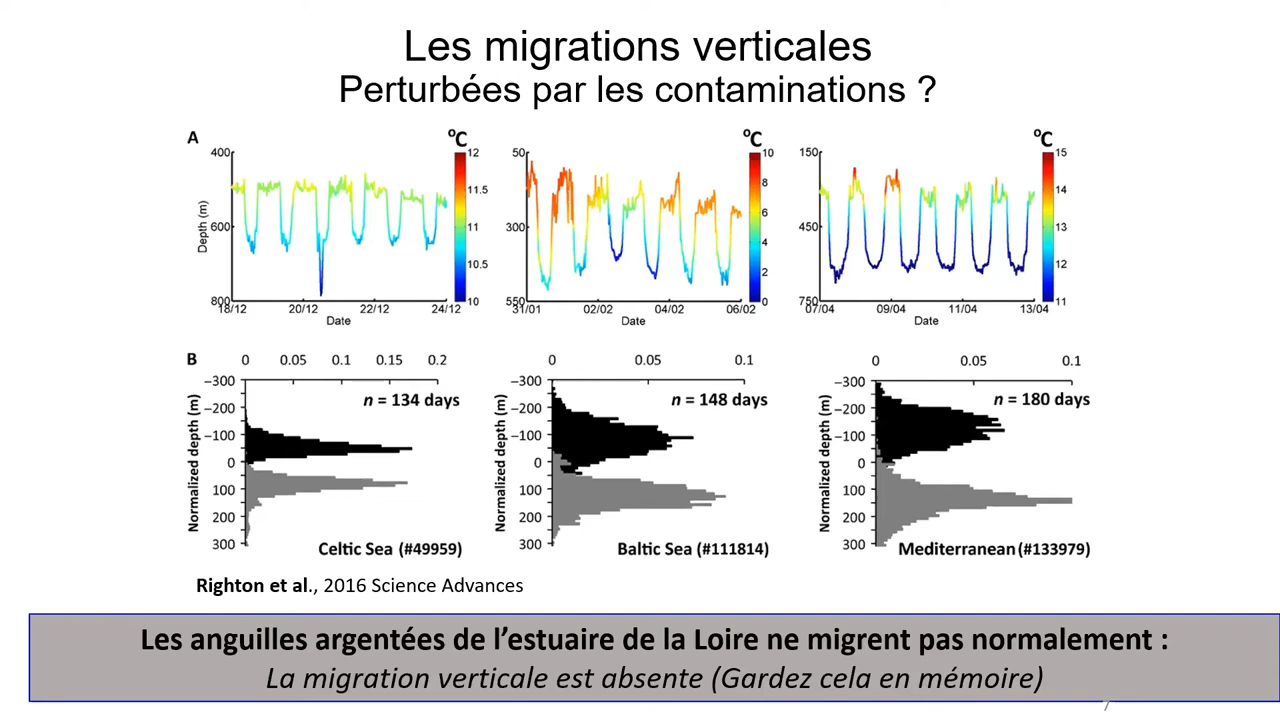 Les migrations verticales
Perturbées par les contaminations ?
A
ºC
ºC
ºC
400
600
800
Depth (m)
18/12 20/12 22/12 24/12
Date
12
11.5
11
10.5
10
50
300
550
31/01 02/02 04/02 06/02
Date
10
8
6
4
2
0
150
450
750
07/04 09/04 11/04 13/04
Date
15
14
13
12
11
B
0 0.05 0.1 0.15 0.2
Normalized depth (m)
−300
−200
−100
0
100
200
300
n = 134 days
Celtic Sea (#49959)
0 0.05 0.1
Normalized depth (m)
−300
−200
−100
0
100
200
300
n = 148 days
Baltic Sea (#111814)
0 0.05 0.1
Normalized depth (m)
−300
−200
−100
0
100
200
300
n = 180 days
Mediterranean (#133979)
Righton et al., 2016 Science Advances
Les anguilles argentées de l’estuaire de la Loire ne migrent pas normalement :
La migration verticale est absente (Gardez cela en mémoire)
7